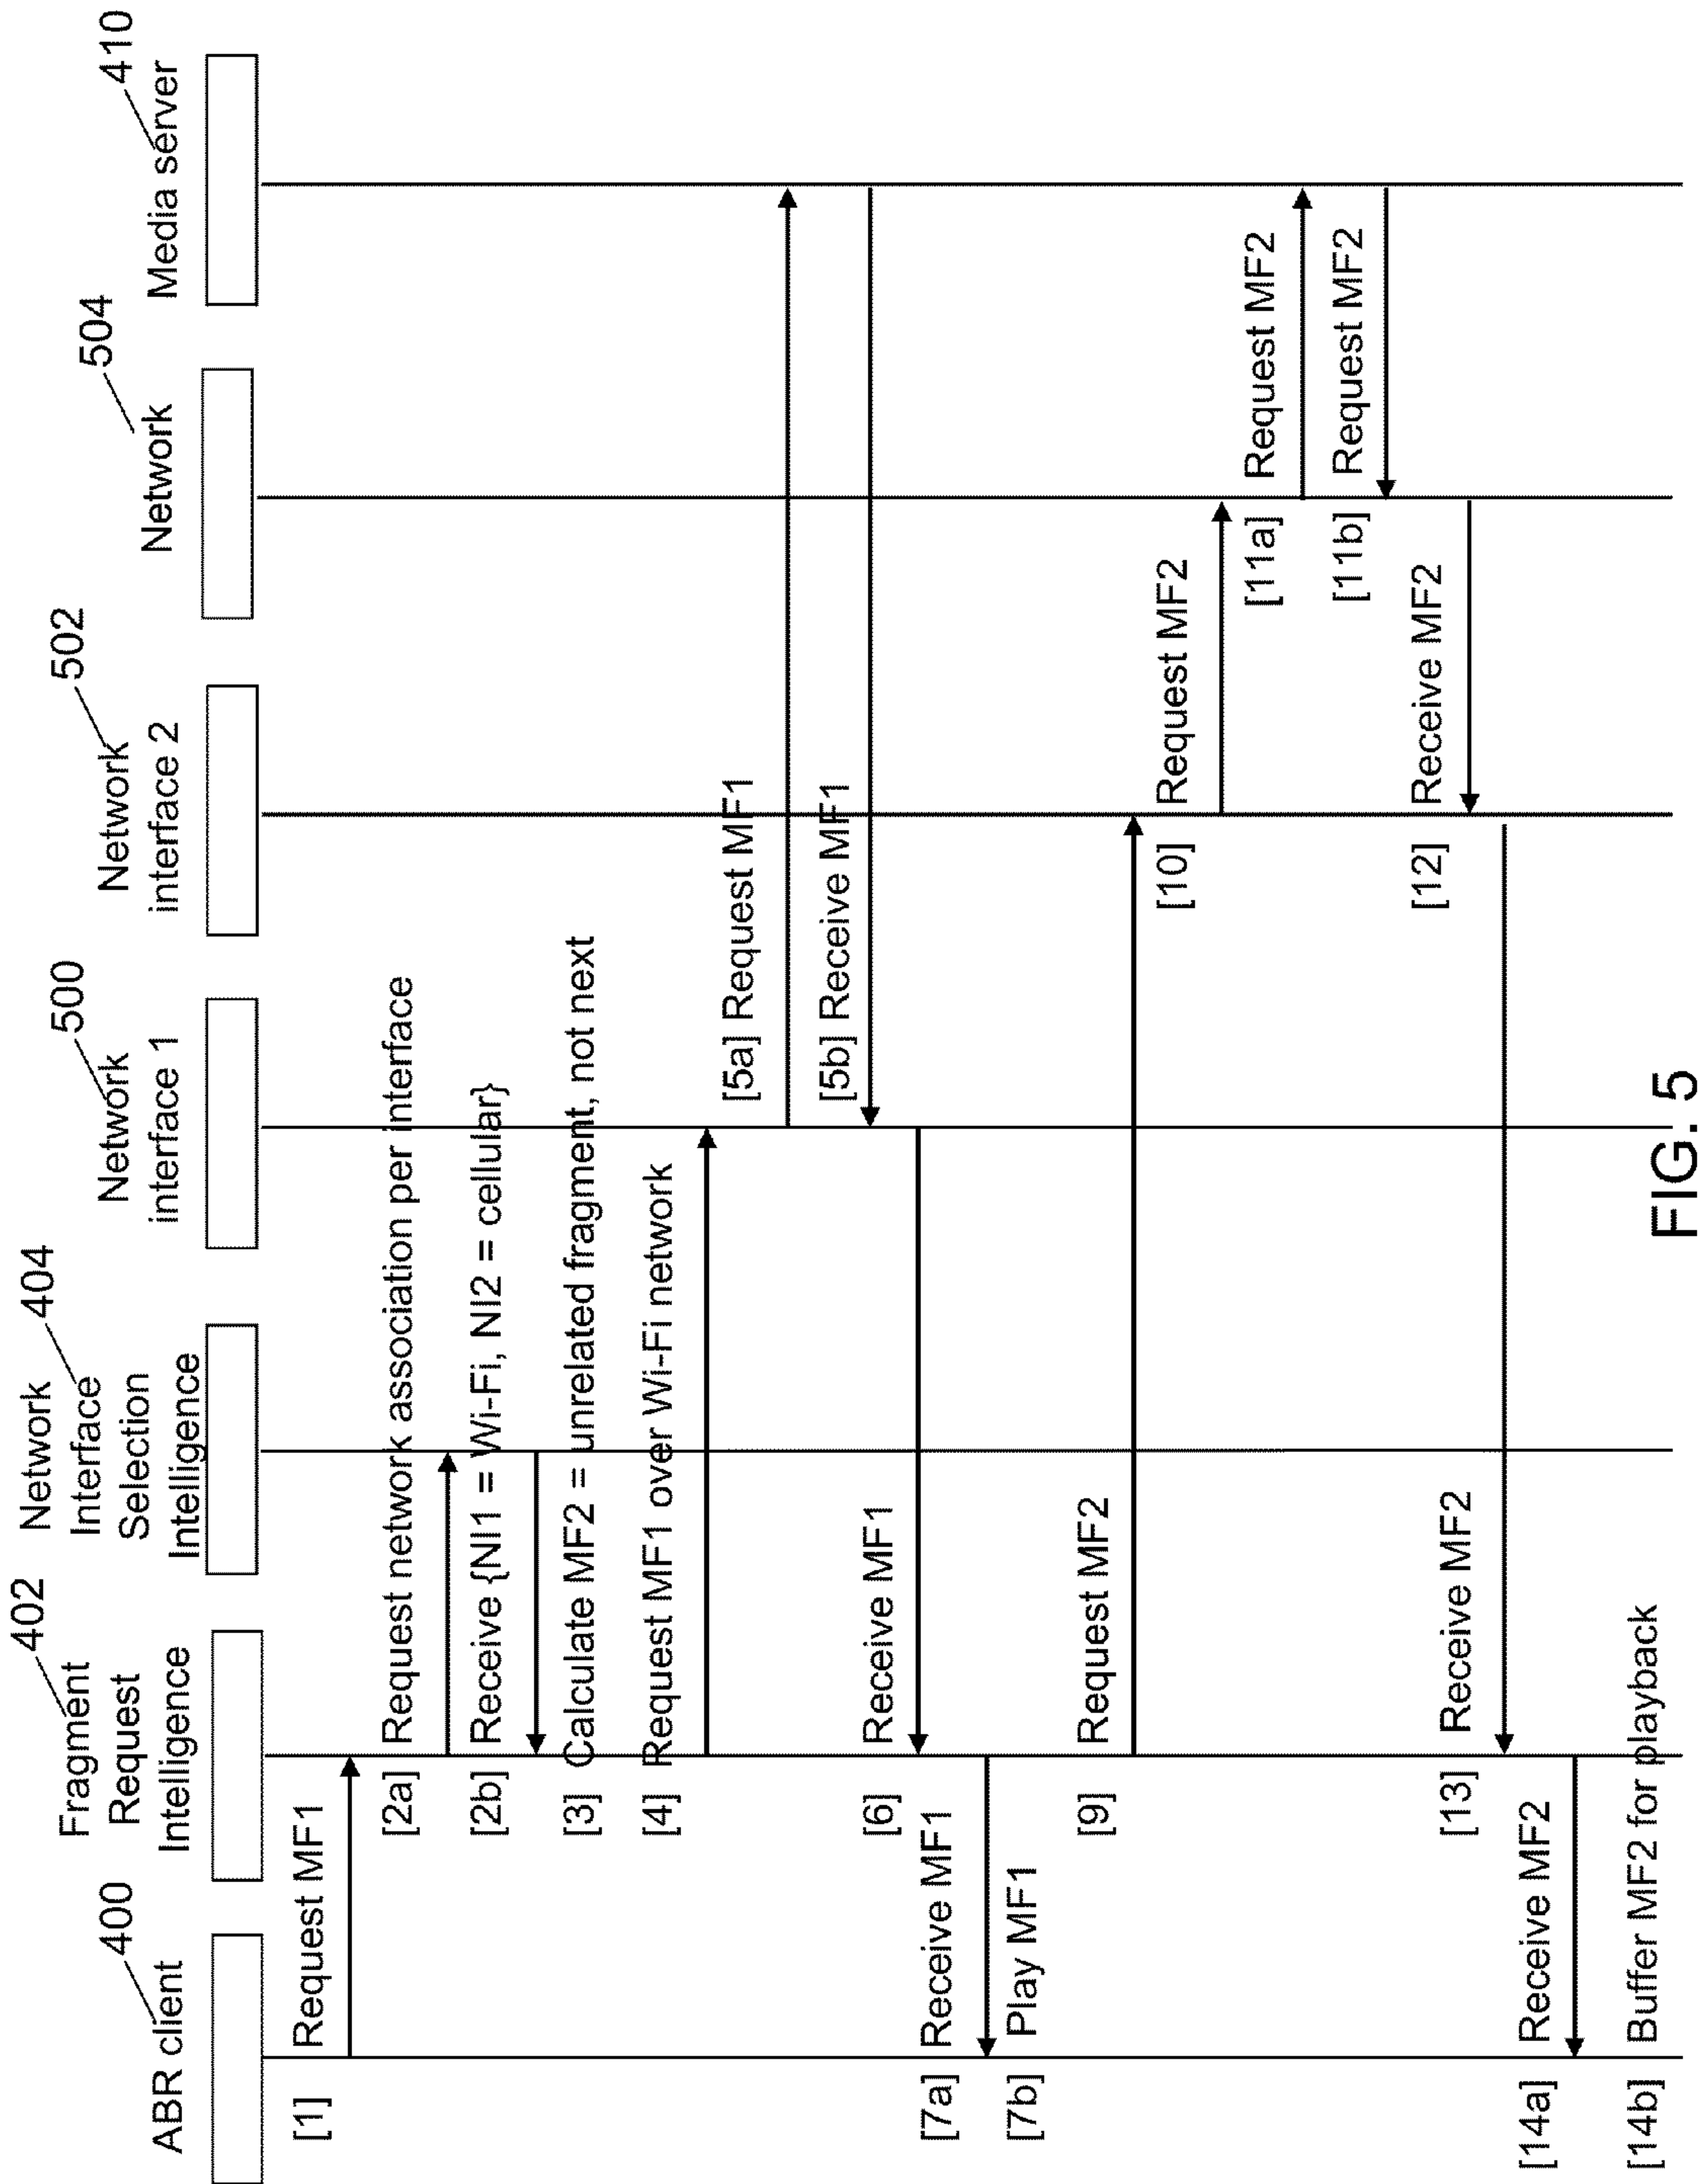 ABR client
400
Fragment
Request
Intelligence
402
Network
Interface
Selection
Intelligence
404
Network
interface 1
500
Network
interface 2
502
Network
504
Media server
410
[1] Request MF1
[2a] Request network association per interface
[2b] Receive {NI1 = Wi-Fi, NI2 = cellular}
[3] Calculate MF2 = unrelated fragment, not next
[4] Request MF1 over Wi-Fi network
[5a] Request MF1
[5b] Receive MF1
[6] Receive MF1
[7a] Receive MF1
[7b] Play MF1
[9] Request MF2
[10] Request MF2
[11a] Request MF2
[11b] Request MF2
[12] Receive MF2
[13] Receive MF2
[14a] Receive MF2
[14b] Buffer MF2 for playback
FIG. 5